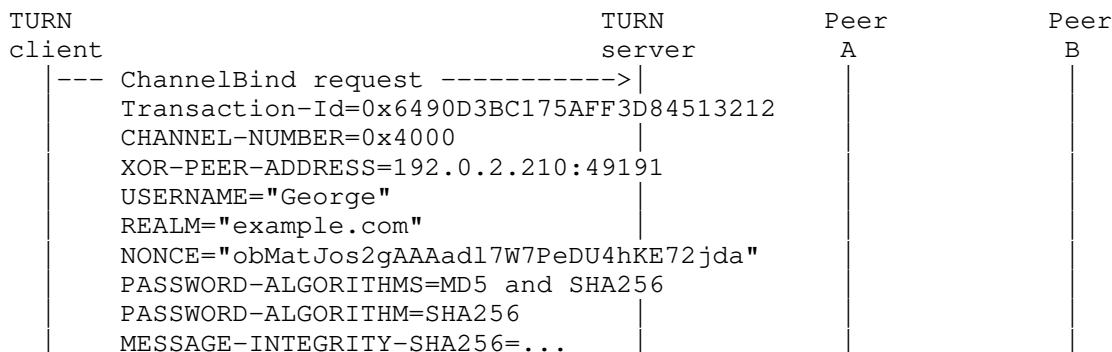 TURN                                 TURN          Peer          Peer
client                               server         A             B
  |--- ChannelBind request ----------->|            |             |
  |    Transaction-Id=0x6490D3BC175AFF3D84513212    |             |
  |    CHANNEL-NUMBER=0x4000           |            |             |
  |    XOR-PEER-ADDRESS=192.0.2.210:49191           |             |
  |    USERNAME="George"               |            |             |
  |    REALM="example.com"             |            |             |
  |    NONCE="obMatJos2gAAAadl7W7PeDU4hKE72jda"     |             |
  |    PASSWORD-ALGORITHMS=MD5 and SHA256           |             |
  |    PASSWORD-ALGORITHM=SHA256       |            |             |
  |    MESSAGE-INTEGRITY-SHA256=...    |            |             |